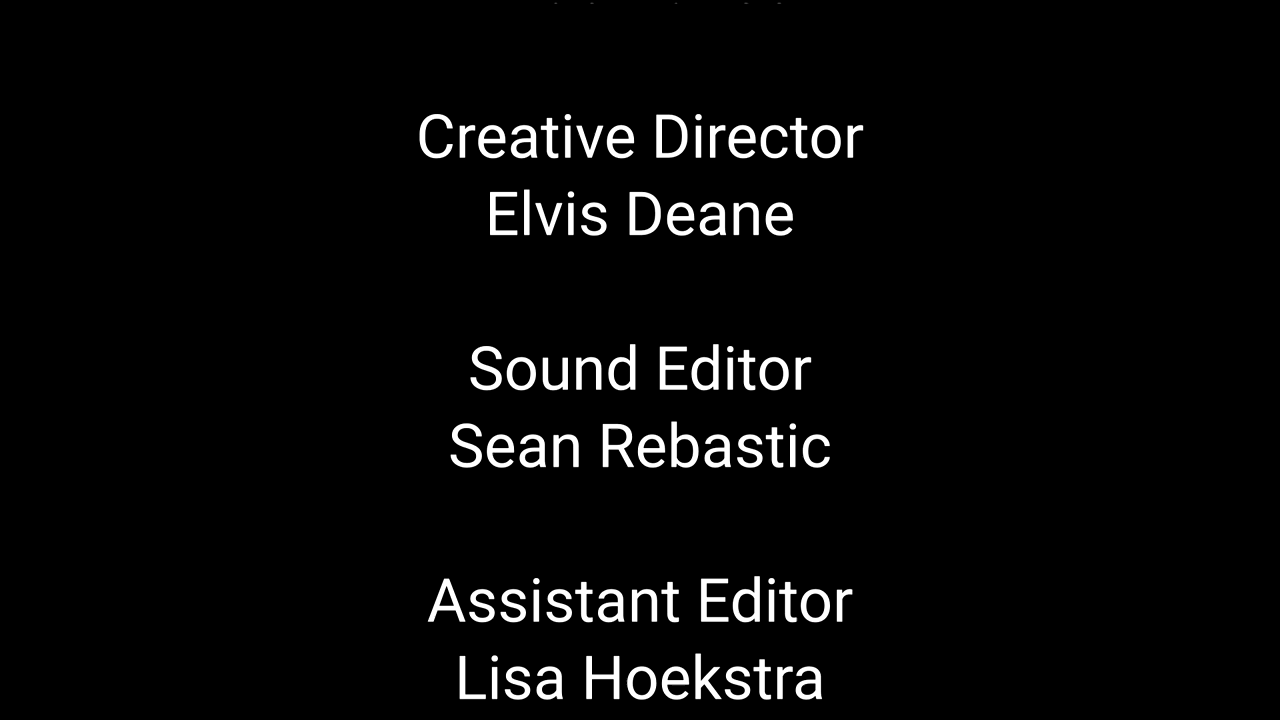 Creative Director
Elvis Deane
Sound Editor
Sean Rebastic
Assistant Editor
Lisa Hoekstra